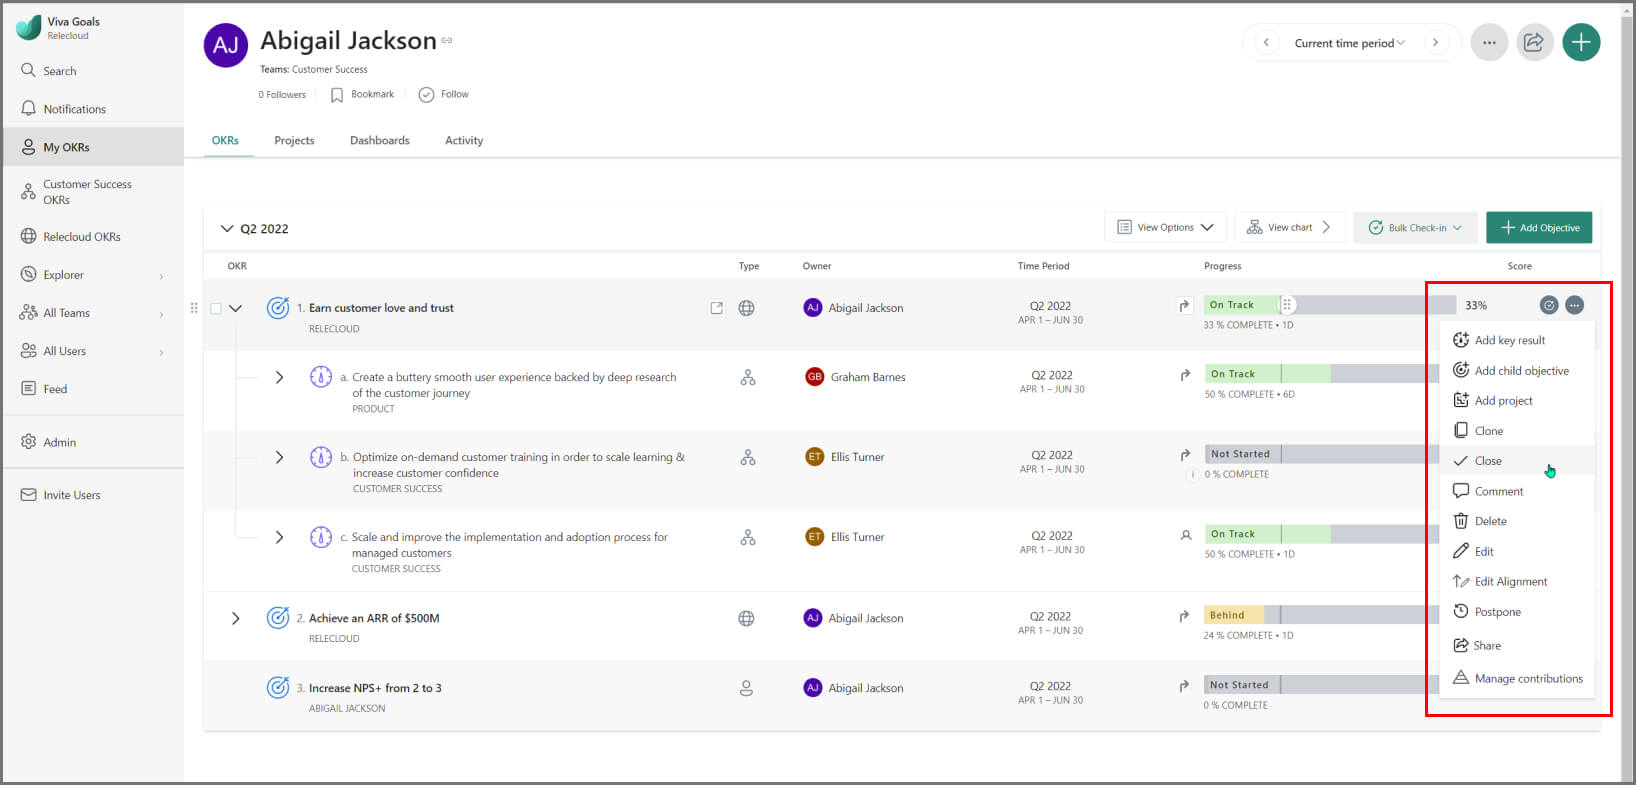 Viva Goals
Relecloud
Search
Notifications
My OKRs
Customer Success
OKRs
Relecloud OKRs
Explorer
All Teams
All Users
Feed
Admin
Invite Users
AJ
Abigail Jackson
Teams: Customer Success
0 Followers
Bookmark
Follow
Current time period
OKRs
Projects
Dashboards
Activity
Q2 2022
View Options
View chart
Bulk Check-in
Add Objective
OKR
Type
Owner
Time Period
Progress
Score
1. Earn customer love and trust
RELECLOUD
AJ Abigail Jackson
Q2 2022
APR 1 – JUN 30
On Track
33 % COMPLETE • 1D
33%
a. Create a buttery smooth user experience backed by deep research
of the customer journey
PRODUCT
GB Graham Barnes
Q2 2022
APR 1 – JUN 30
On Track
50 % COMPLETE • 6D
b. Optimize on-demand customer training in order to scale learning &
increase customer confidence
CUSTOMER SUCCESS
ET Ellis Turner
Q2 2022
APR 1 – JUN 30
Not Started
0 % COMPLETE
c. Scale and improve the implementation and adoption process for
managed customers
CUSTOMER SUCCESS
ET Ellis Turner
Q2 2022
APR 1 – JUN 30
On Track
50 % COMPLETE • 1D
2. Achieve an ARR of $500M
RELECLOUD
AJ Abigail Jackson
Q2 2022
APR 1 – JUN 30
Behind
24 % COMPLETE • 1D
3. Increase NPS+ from 2 to 3
ABIGAIL JACKSON
AJ Abigail Jackson
Q2 2022
APR 1 – JUN 30
Not Started
0 % COMPLETE
Add key result
Add child objective
Add project
Clone
Close
Comment
Delete
Edit
Edit Alignment
Postpone
Share
Manage contributions